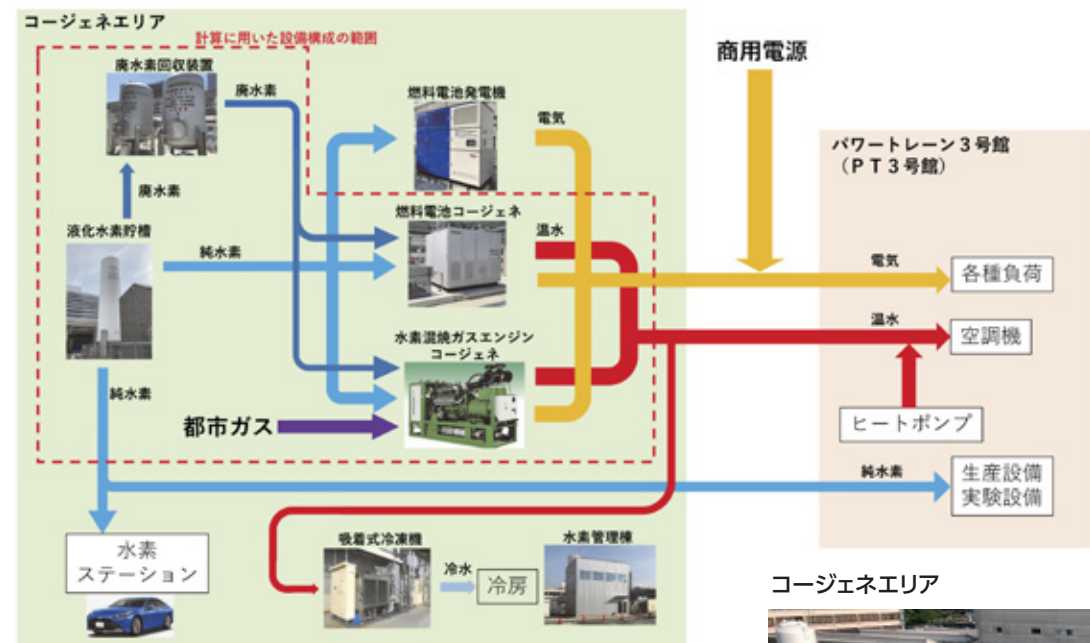 コージェネエリア
計算に用いた設備構成の範囲
廃水素回収装置
廃水素
燃料電池発電機
電気
商用電源
パワートレーン3号館
(PT3号館)
廃水素
液化水素貯槽
純水素
燃料電池コージェネ
温水
電気
各種負荷
水素混焼ガスエンジン
コージェネ
温水
空調機
純水素
都市ガス
ヒートポンプ
純水素
生産設備
実験設備
水素
ステーション
吸着式冷凍機
冷水
冷房
水素管理棟
コージェネエリア